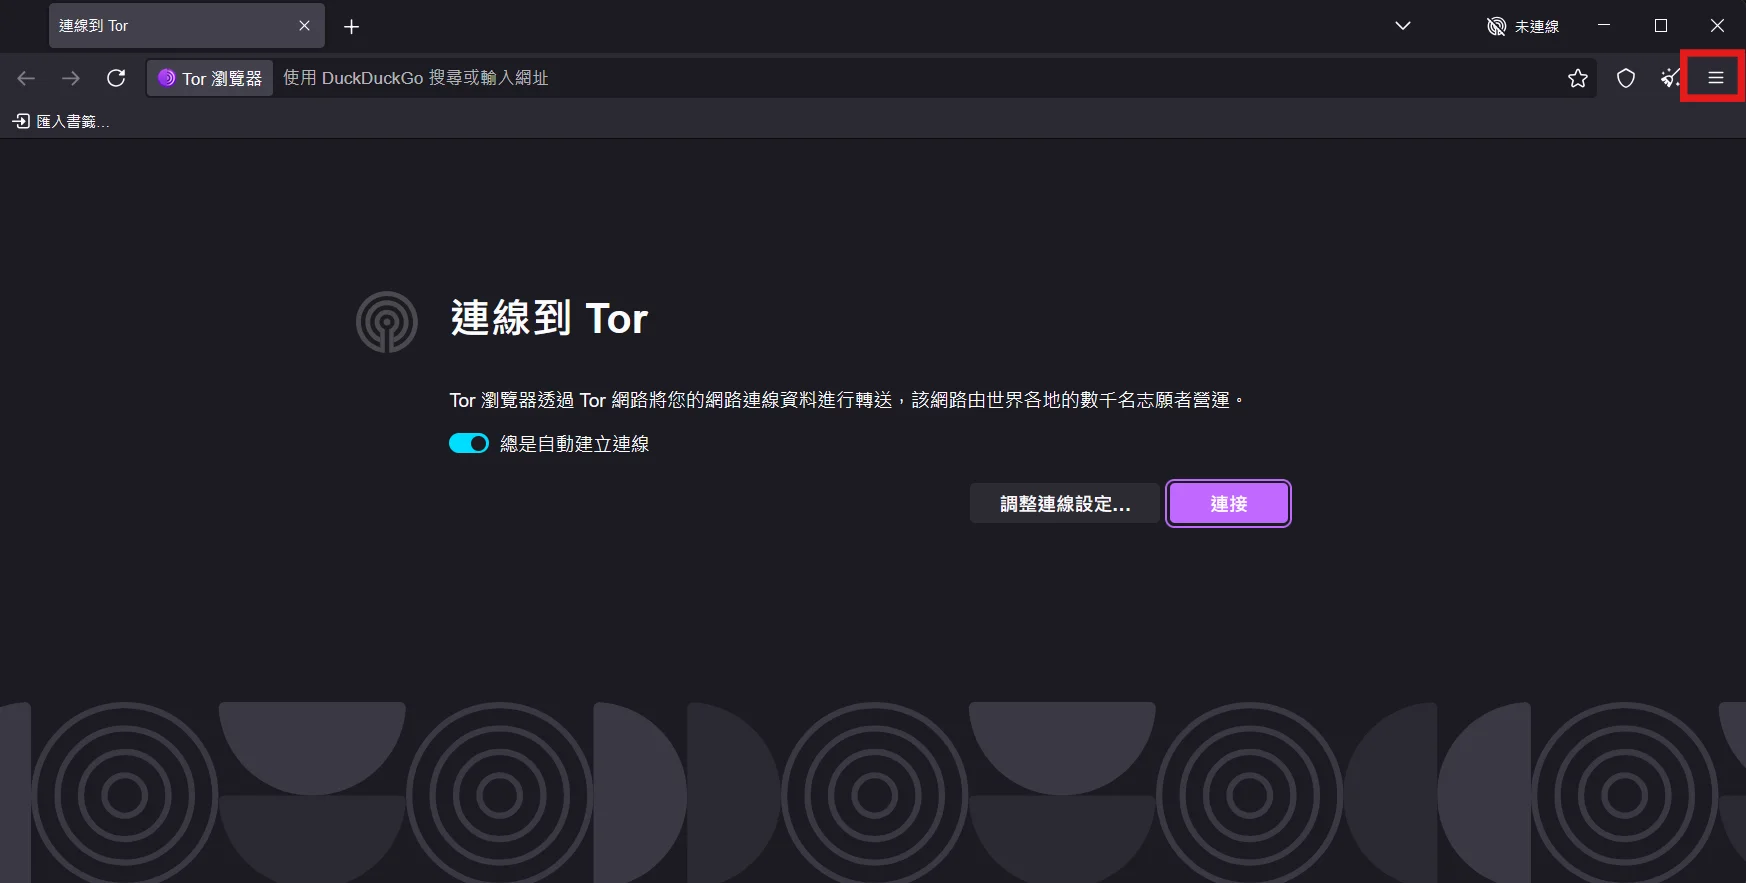 連線到 Tor
未連線
Tor 瀏覽器 使用 DuckDuckGo 搜尋或輸入網址
匯入書籤...
連線到 Tor
Tor 瀏覽器透過 Tor 網路將您的網路連線資料進行轉送，該網路由世界各地的數千名志願者營運。
總是自動建立連線
調整連線設定... 連接